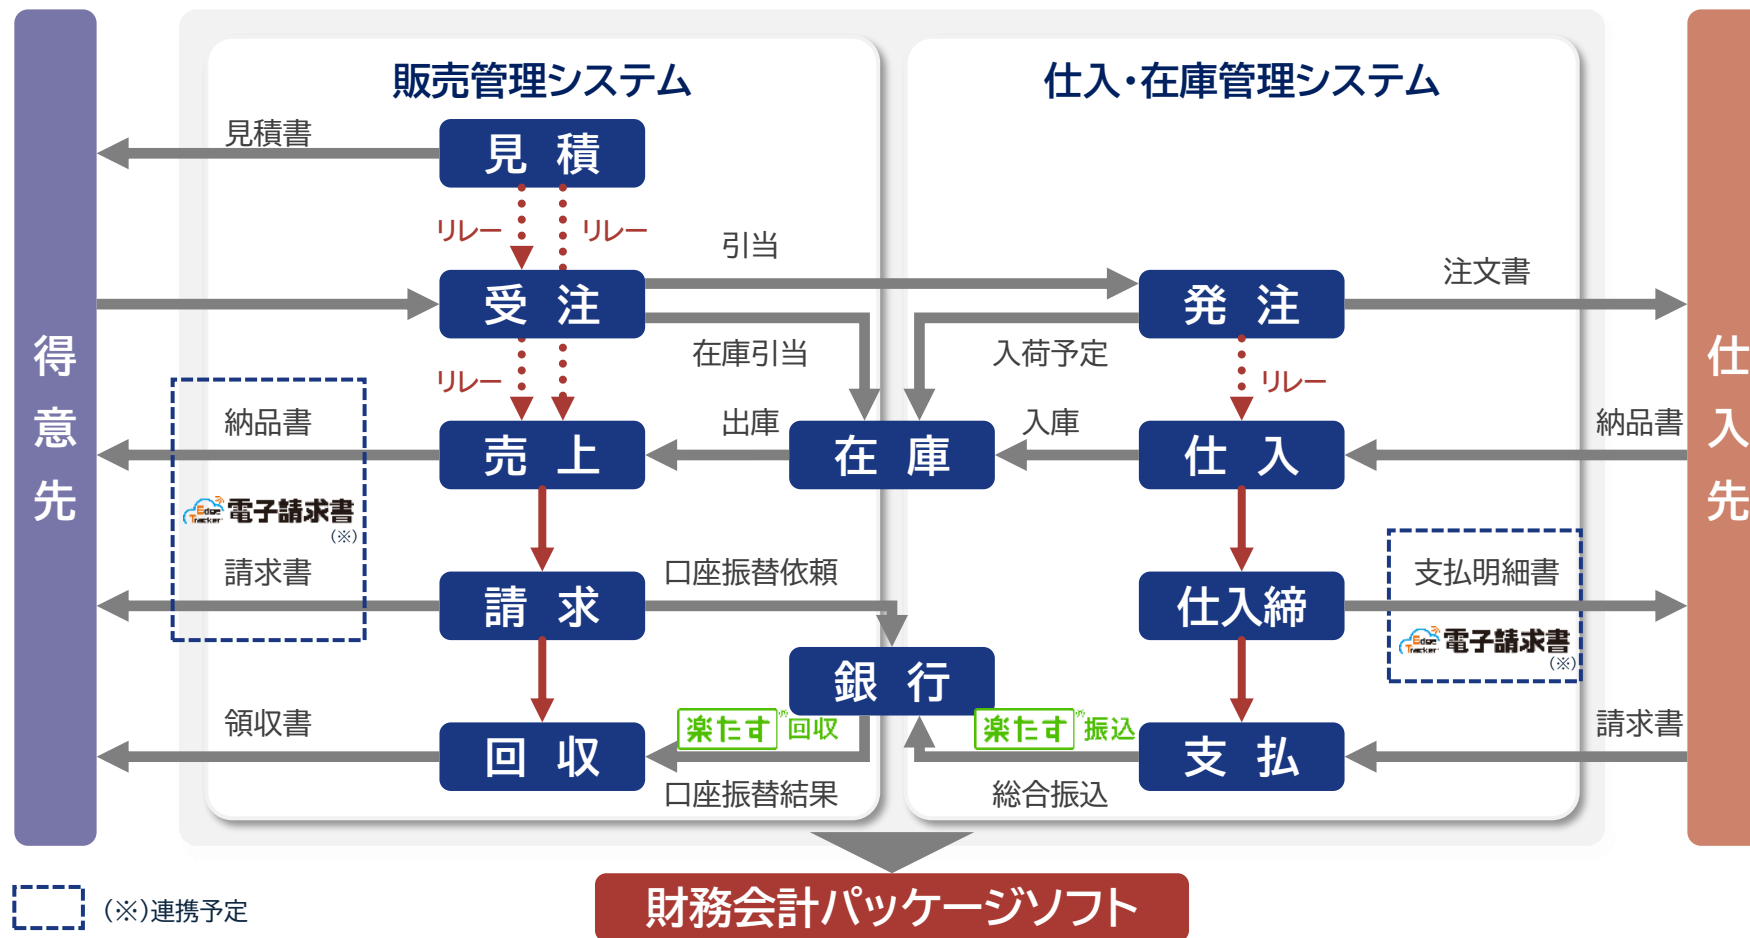 販売管理システム
仕入・在庫管理システム
見積書
見 積
リレー
リレー
引当
注文書
受 注
発 注
在庫引当
入荷予定
リレー
リレー
得意先
仕入先
納品書
出庫
入庫
納品書
売 上
在 庫
仕 入
Edge Tracker 電子請求書
(※)
請求書
口座振替依頼
支払明細書
請 求
仕入締
Edge Tracker 電子請求書
(※)
銀 行
領収書
楽たす 回収
楽たす 振込
請求書
回 収
支 払
口座振替結果
総合振込
財務会計パッケージソフト
(※)連携予定